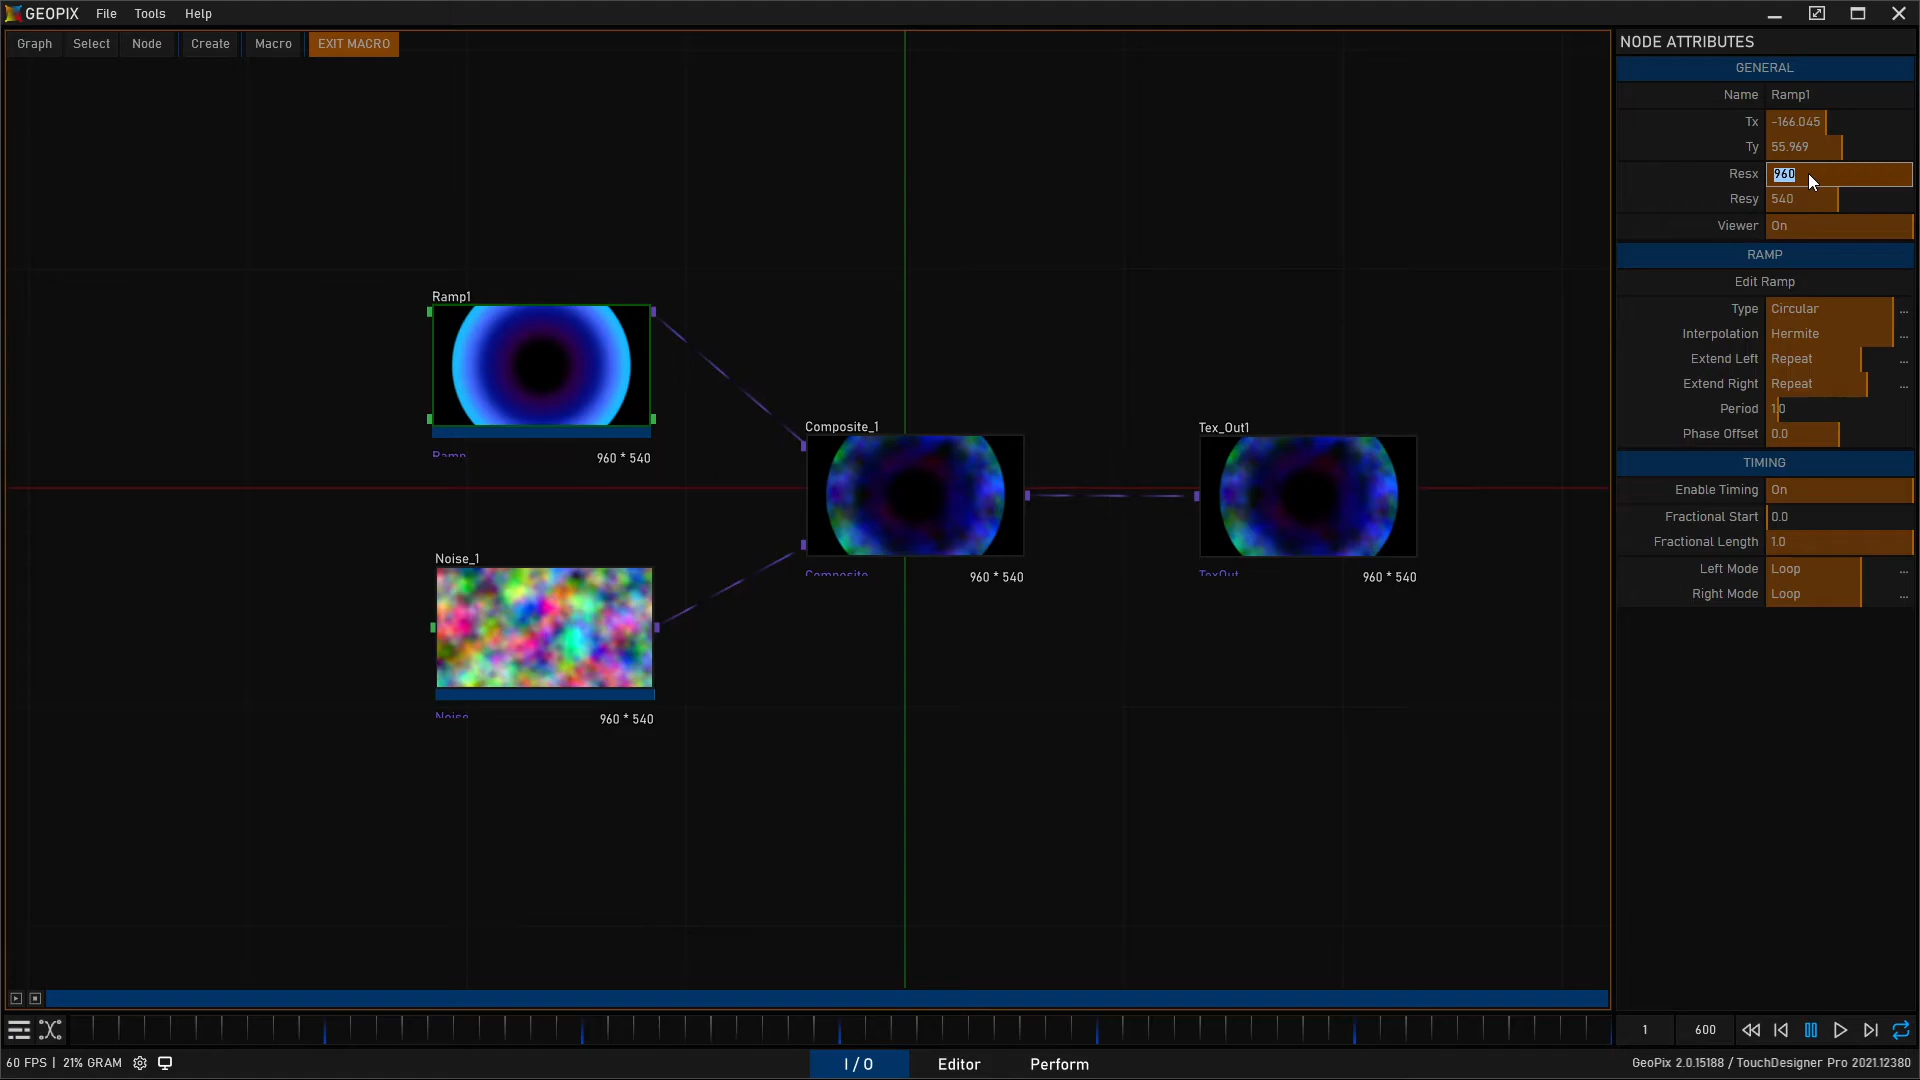 GEOPIX File Tools Help
Graph Select Node Create Macro EXIT MACRO
NODE ATTRIBUTES
GENERAL
Name Ramp1
Tx -166.045
Ty 55.969
Resx 960
Resy 540
Viewer On
RAMP
Edit Ramp
Type Circular ...
Interpolation Hermite ...
Extend Left Repeat ...
Extend Right Repeat ...
Period 1.0
Phase Offset 0.0
TIMING
Enable Timing On
Fractional Start 0.0
Fractional Length 1.0
Left Mode Loop ...
Right Mode Loop ...
Ramp1
Ramp 960 * 540
Composite_1
Composite 960 * 540
Tex_Out1
TexOut 960 * 540
Noise_1
Noise 960 * 540
1 600
60 FPS | 21% GRAM
I / O Editor Perform
GeoPix 2.0.15188 / TouchDesigner Pro 2021.12380